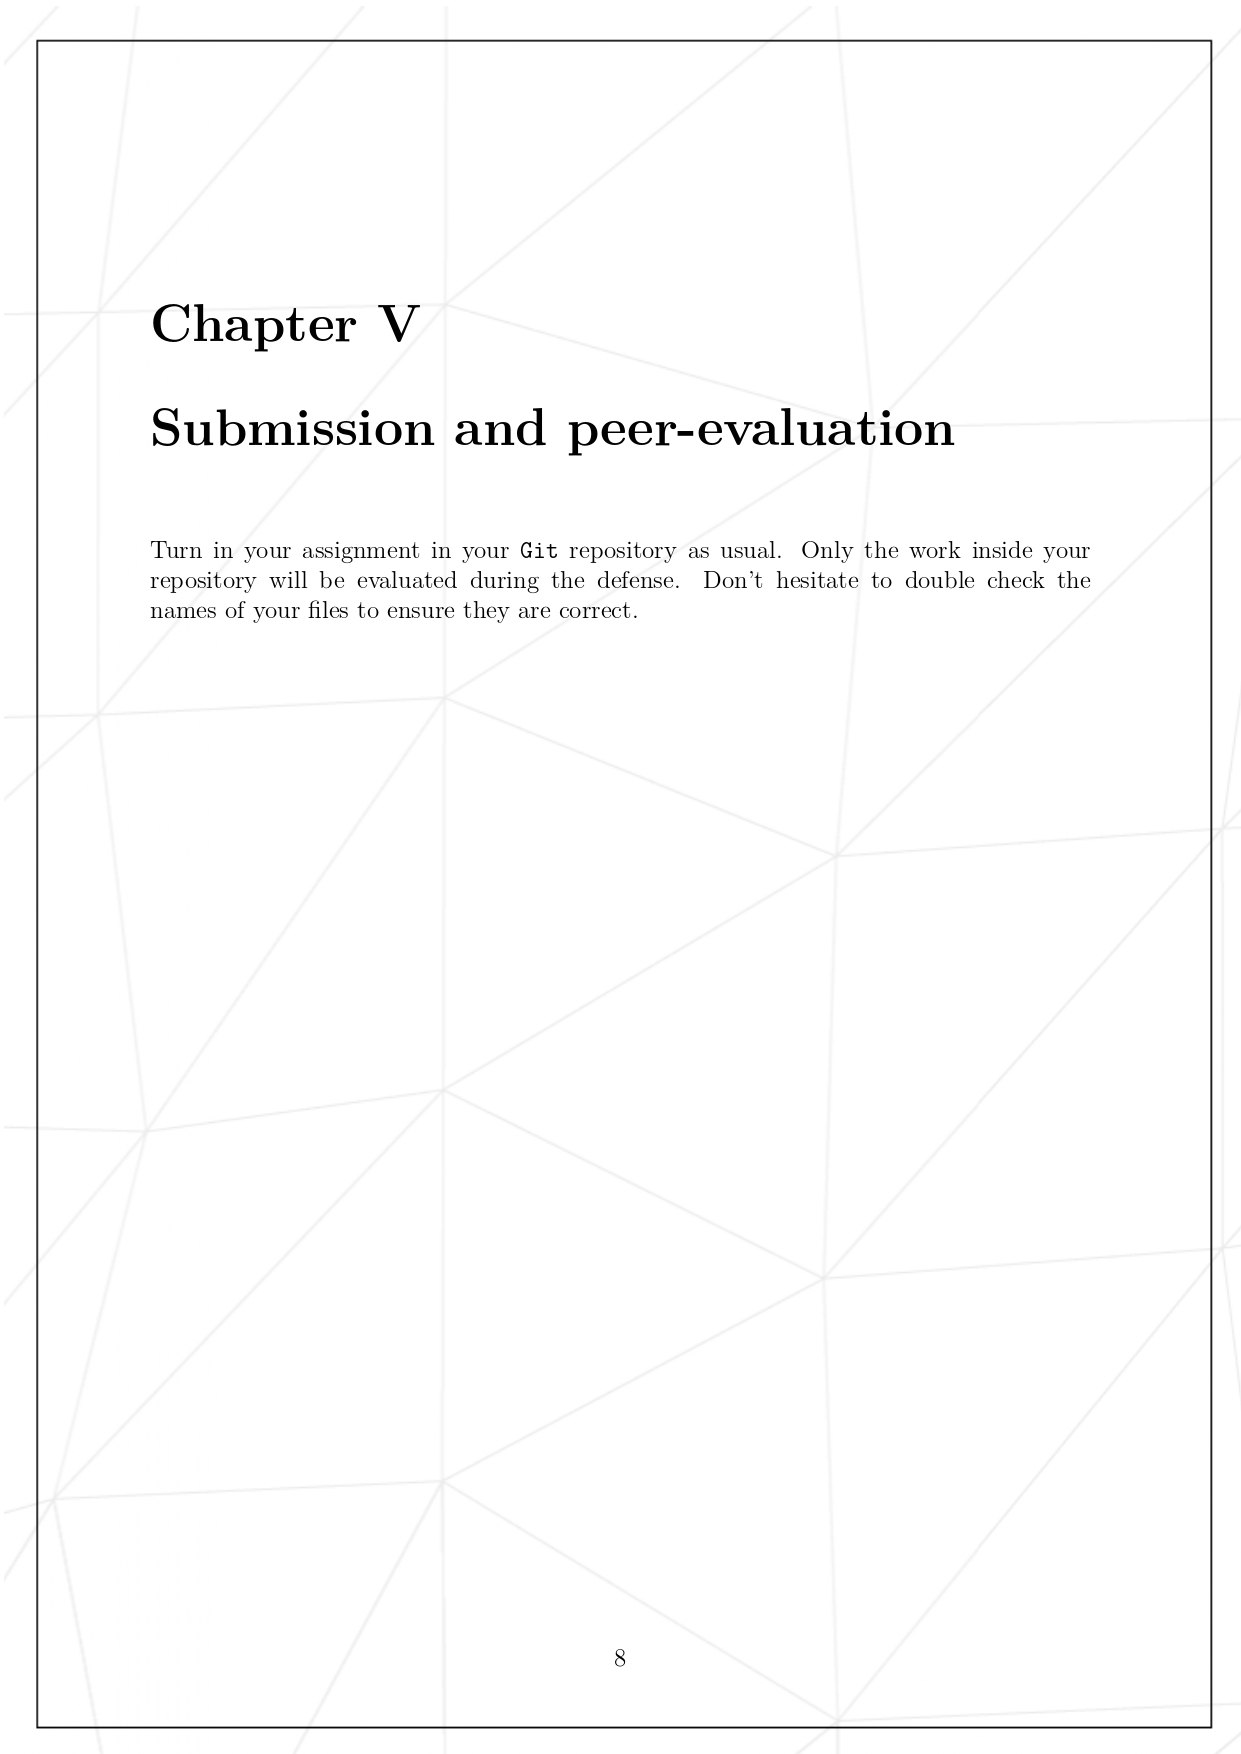 Chapter V
Submission and peer-evaluation
Turn in your assignment in your Git repository as usual. Only the work inside your
repository will be evaluated during the defense. Don't hesitate to double check the
names of your files to ensure they are correct.
8